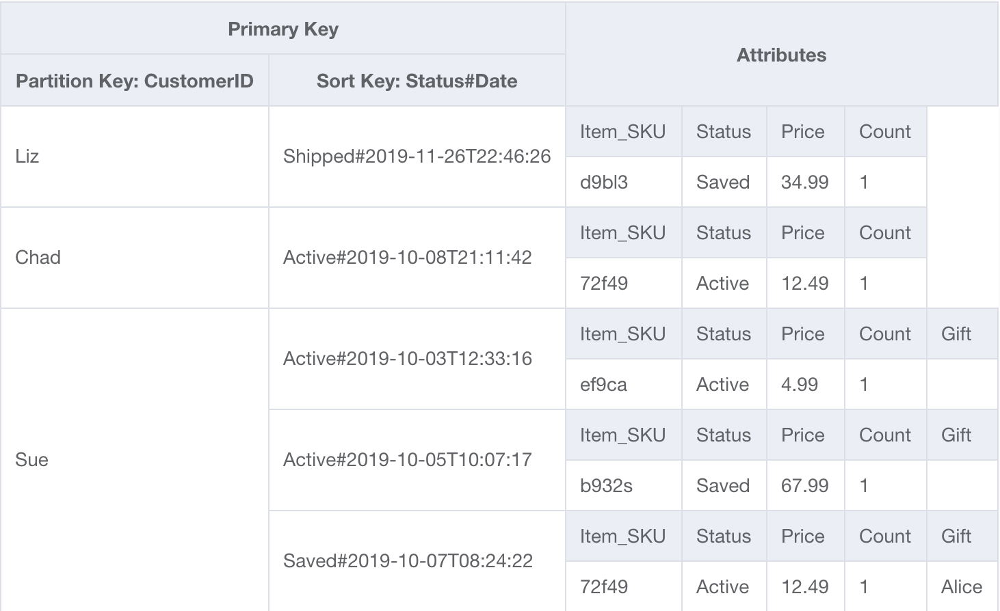 Primary Key
Attributes
Partition Key: CustomerID Sort Key: Status#Date
Item_SKU Status Price Count
Liz Shipped#2019-11-26T22:46:26
d9bl3 Saved 34.99 1
Item_SKU Status Price Count
Chad Active#2019-10-08T21:11:42
72f49 Active 12.49 1
Item_SKU Status Price Count Gift
Active#2019-10-03T12:33:16
ef9ca Active 4.99 1
Item_SKU Status Price Count Gift
Sue Active#2019-10-05T10:07:17
b932s Saved 67.99 1
Item_SKU Status Price Count Gift
Saved#2019-10-07T08:24:22
72f49 Active 12.49 1 Alice